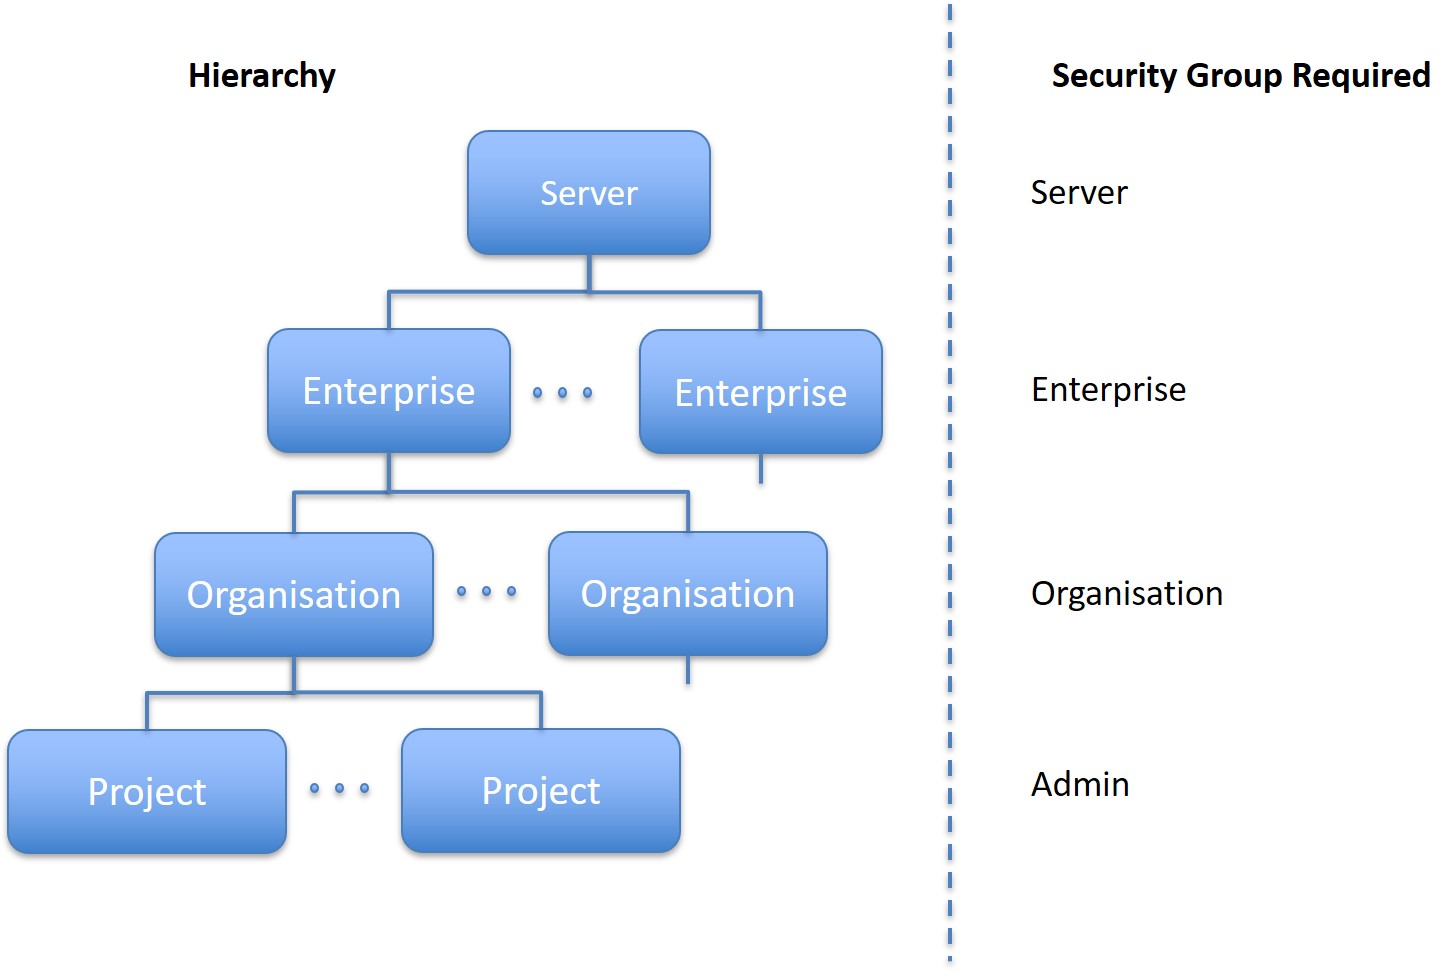 Hierarchy
Security Group Required
Server
Server
Enterprise
Enterprise
Enterprise
Organisation
Organisation
Organisation
Project
Project
Admin